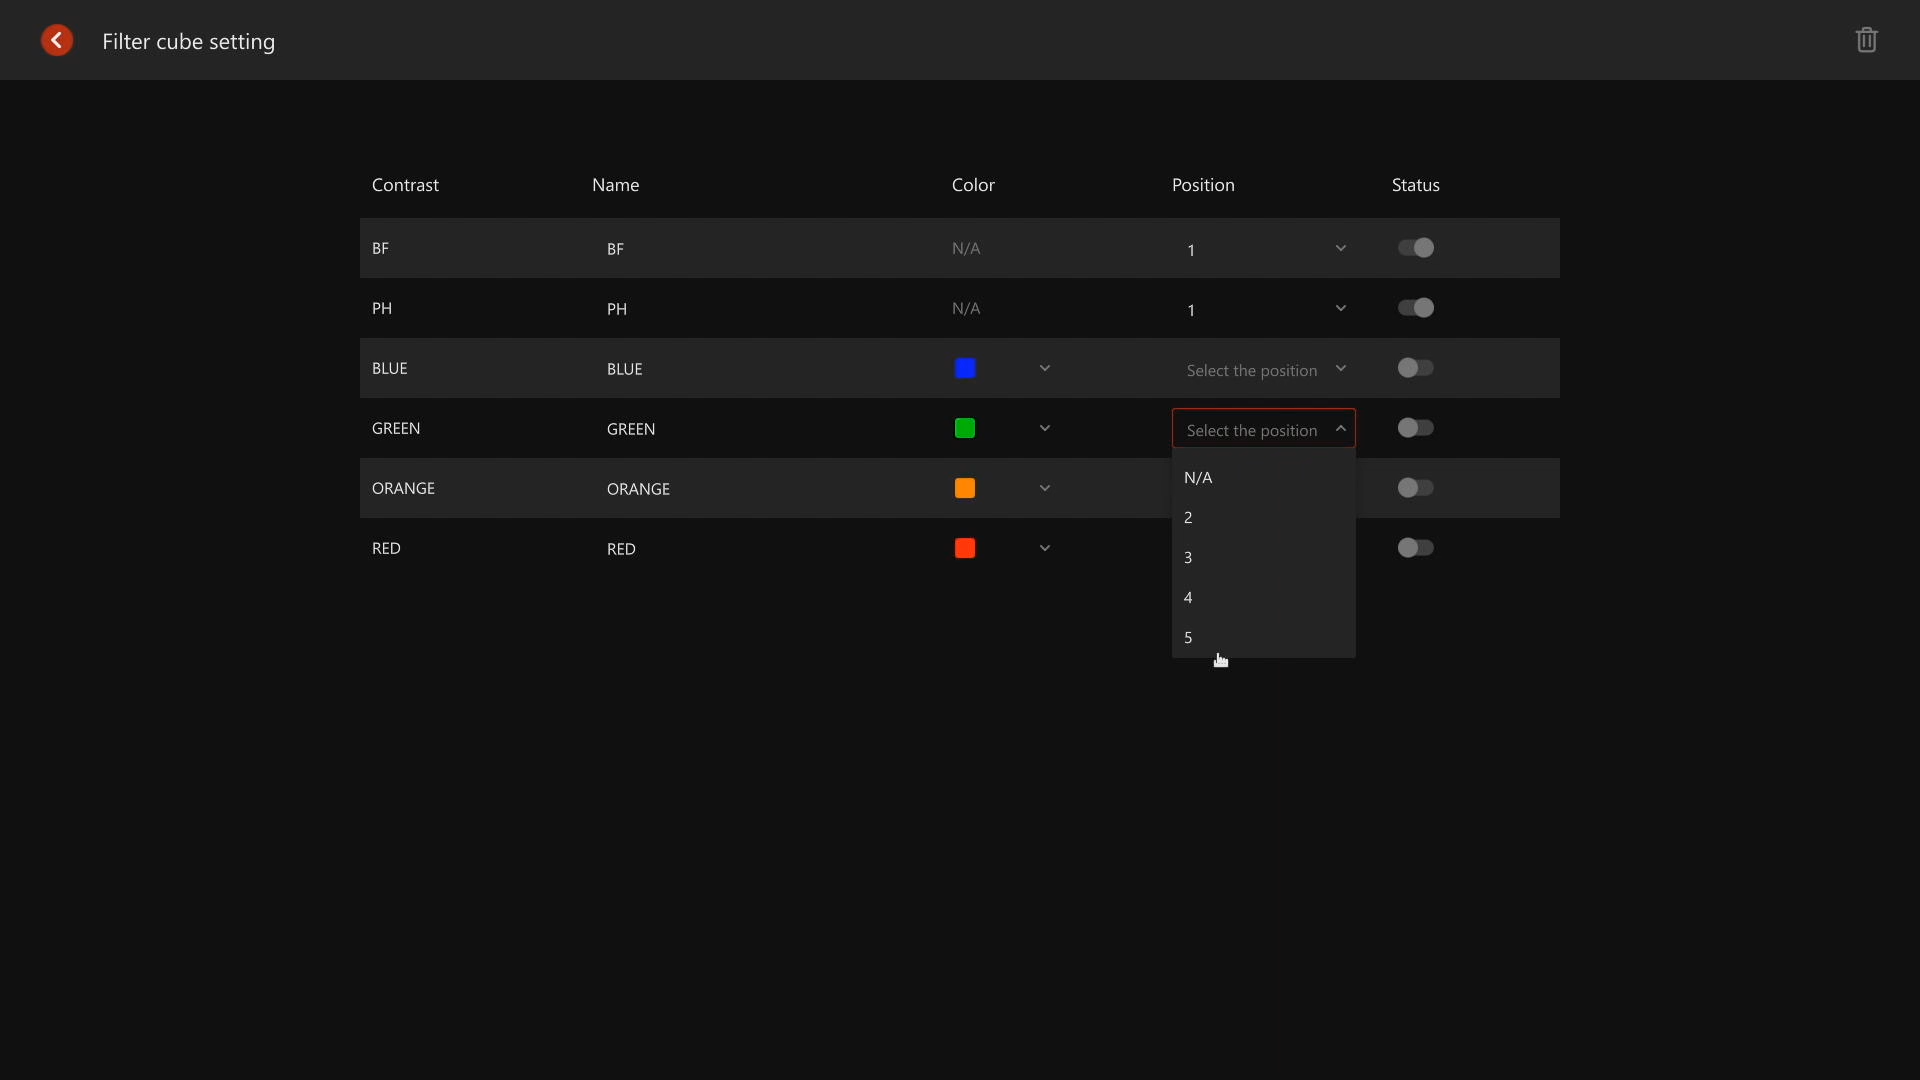 Filter cube setting
Contrast Name Color Position Status
BF BF N/A 1
PH PH N/A 1
BLUE BLUE Select the position
GREEN GREEN Select the position
N/A
ORANGE ORANGE
2
RED RED
3
4
5